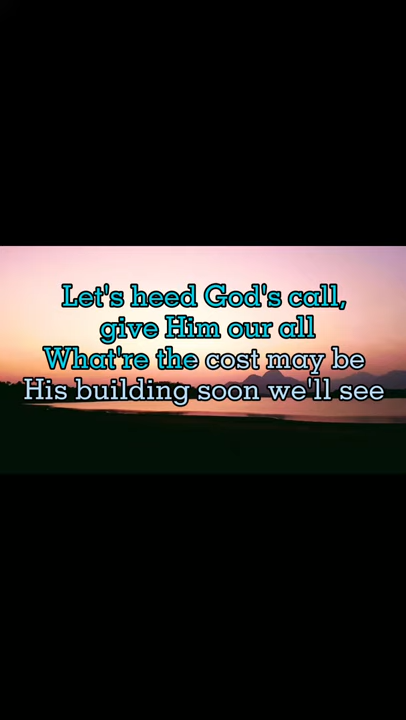 Let's heed God's call,
give Him our all
What're the cost may be
His building soon we'll see